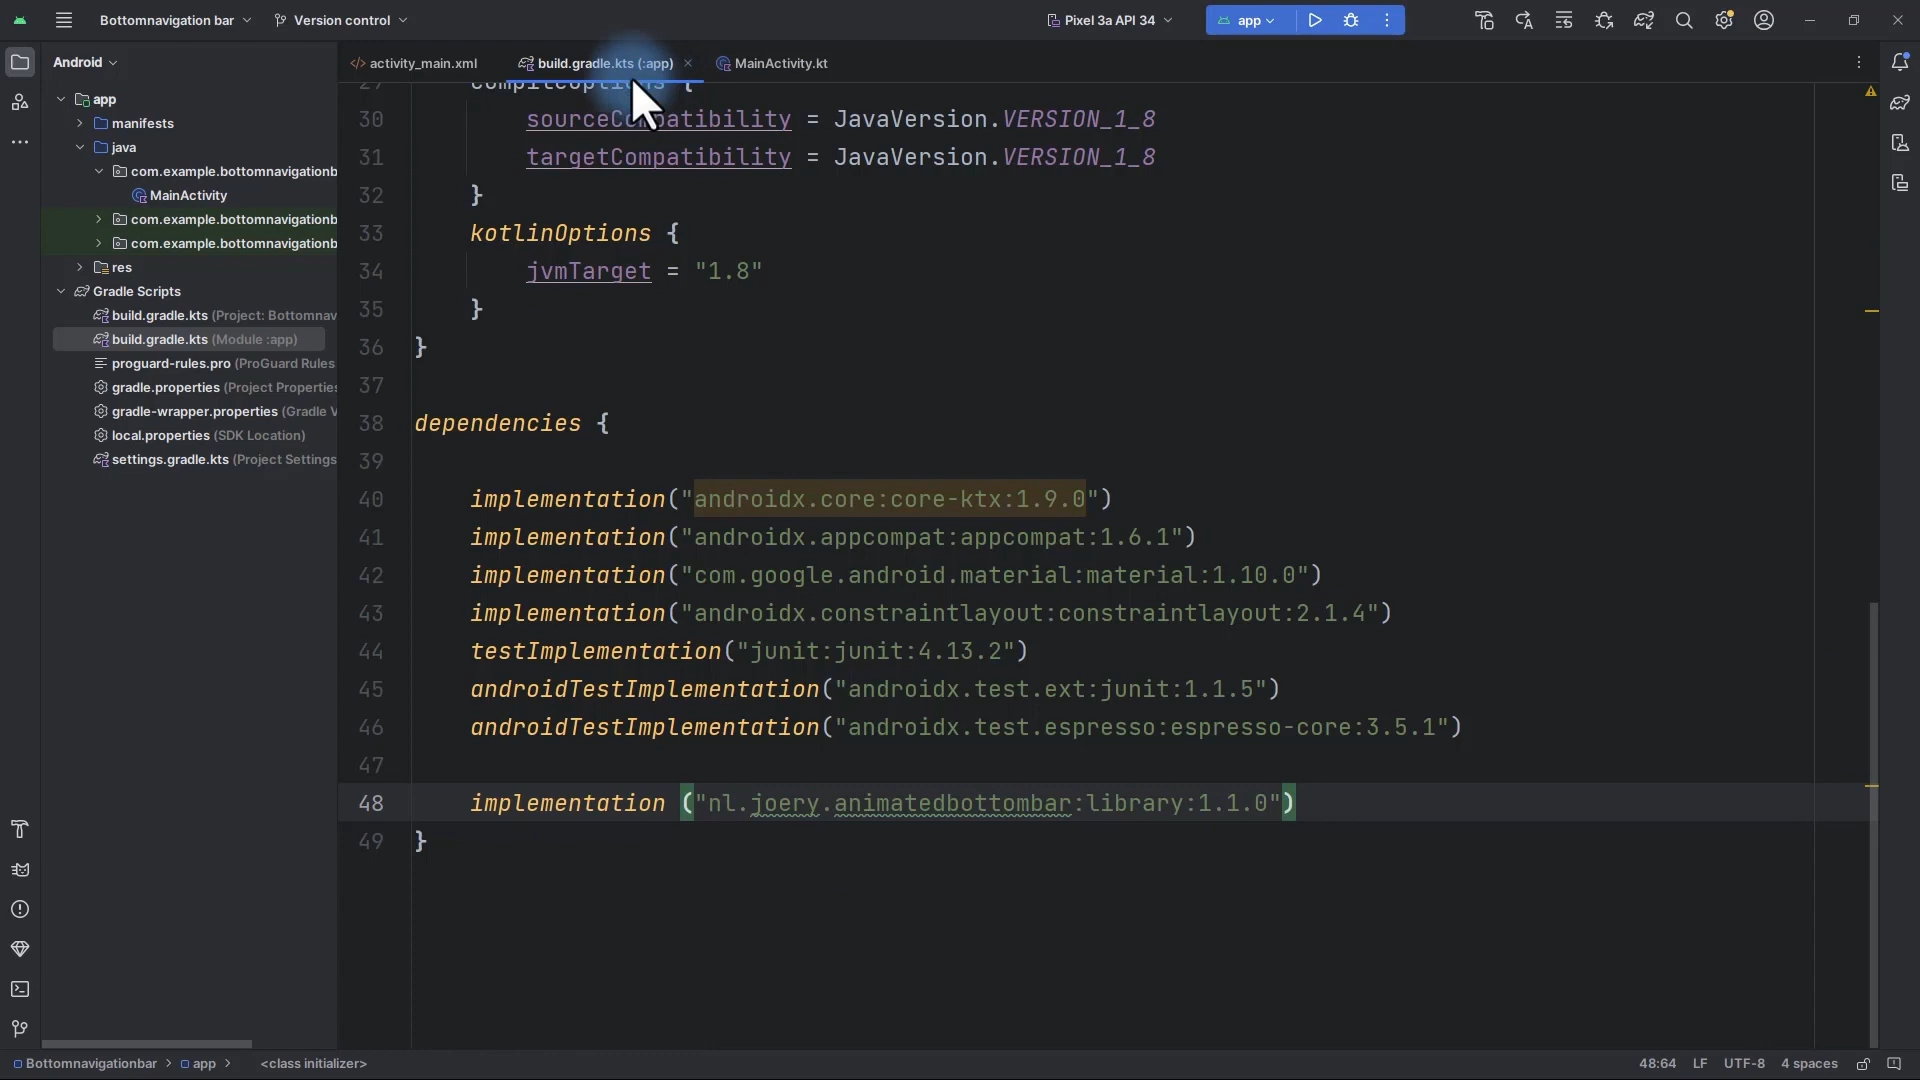 Bottomnavigation bar
Version control
Pixel 3a API 34
app
Android
activity_main.xml
build.gradle.kts (:app)
MainActivity.kt
app
manifests
java
com.example.bottomnavigationb
MainActivity
com.example.bottomnavigationb
com.example.bottomnavigationb
res
Gradle Scripts
build.gradle.kts (Project: Bottomnav
build.gradle.kts (Module :app)
proguard-rules.pro (ProGuard Rules
gradle.properties (Project Properties
gradle-wrapper.properties (Gradle V
local.properties (SDK Location)
settings.gradle.kts (Project Settings
30 sourceCompatibility = JavaVersion.VERSION_1_8
31 targetCompatibility = JavaVersion.VERSION_1_8
32 }
33 kotlinOptions {
34 jvmTarget = "1.8"
35 }
36 }
37
38 dependencies {
39
40 implementation("androidx.core:core-ktx:1.9.0")
41 implementation("androidx.appcompat:appcompat:1.6.1")
42 implementation("com.google.android.material:material:1.10.0")
43 implementation("androidx.constraintlayout:constraintlayout:2.1.4")
44 testImplementation("junit:junit:4.13.2")
45 androidTestImplementation("androidx.test.ext:junit:1.1.5")
46 androidTestImplementation("androidx.test.espresso:espresso-core:3.5.1")
47
48 implementation ("nl.joery.animatedbottombar:library:1.1.0")
49 }
Bottomnavigationbar > app > <class initializer>
48:64 LF UTF-8 4 spaces